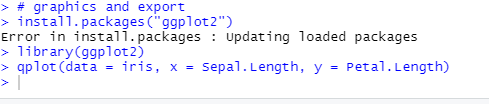 > # graphics and export
> install.packages("ggplot2")
Error in install.packages : Updating loaded packages
> library(ggplot2)
> qplot(data = iris, x = Sepal.Length, y = Petal.Length)
>